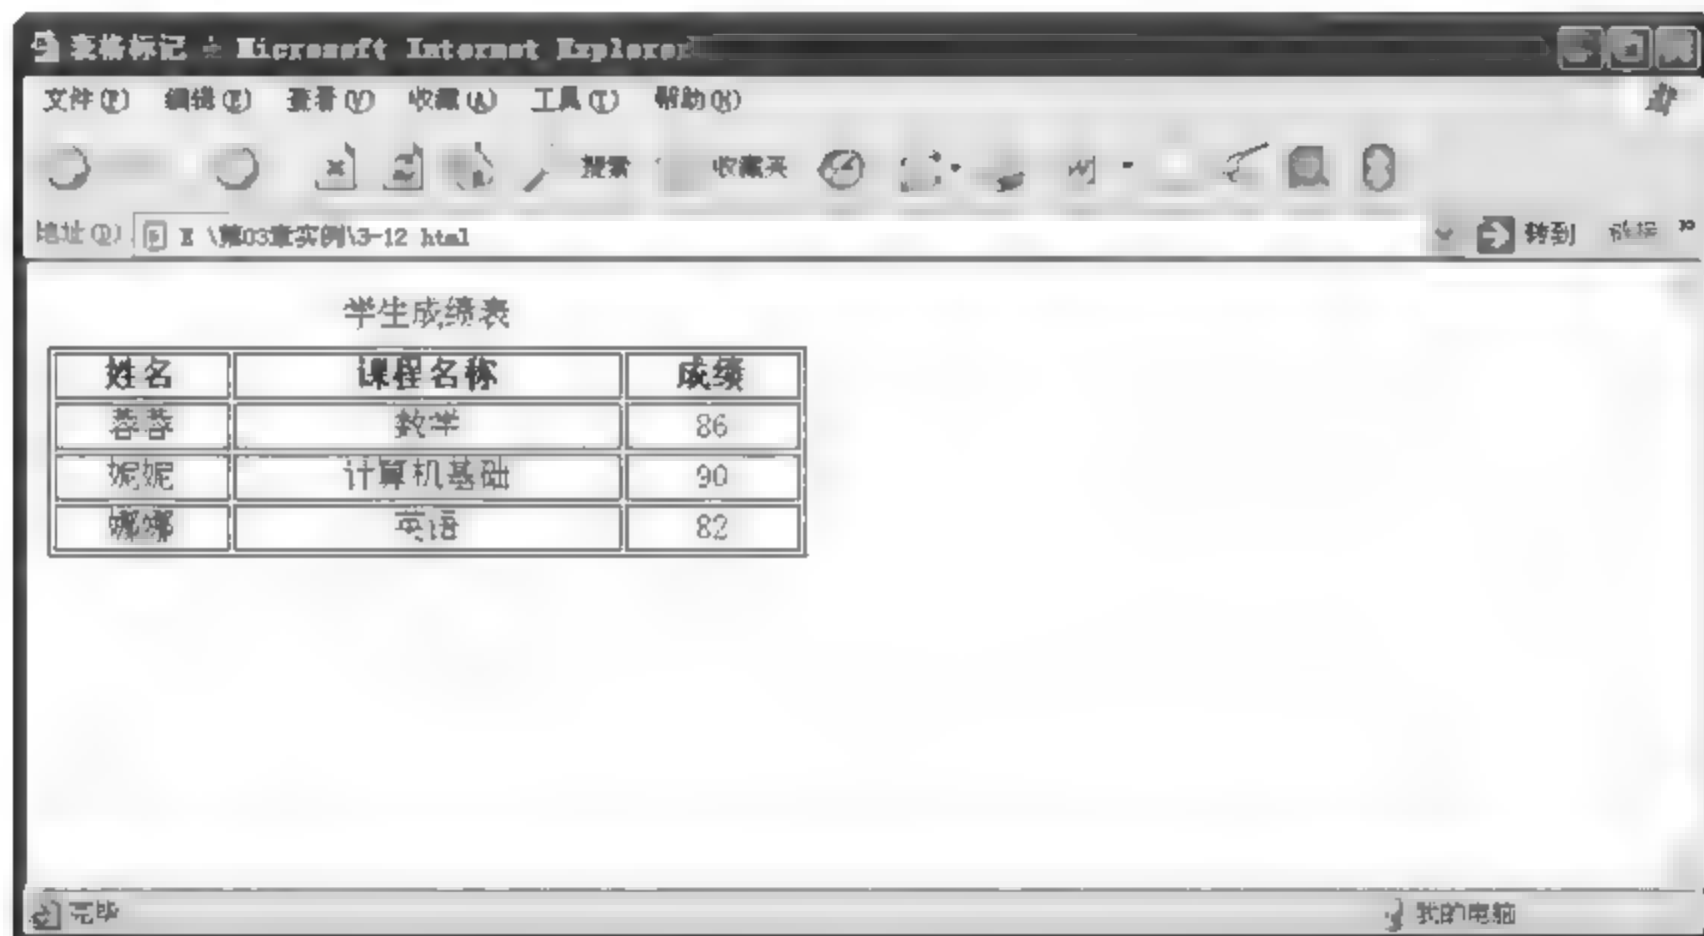 表格标记 - Microsoft Internet Explorer
文件(F) 编辑(E) 查看(V) 收藏(A) 工具(T) 帮助(H)
搜索 收藏夹
地址(D) E \第03章实例\3-12 html 转到 链接 »
学生成绩表
姓名 课程名称 成绩
蓉蓉 数学 86
妮妮 计算机基础 90
娜娜 英语 82
完毕 我的电脑